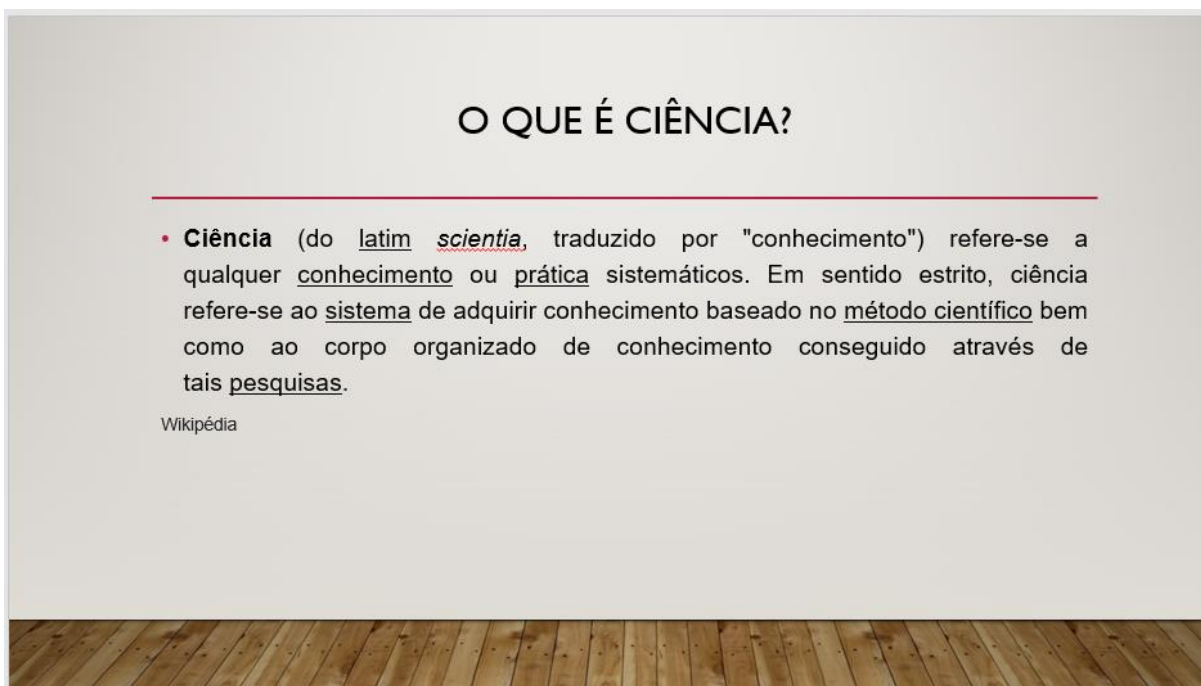 O QUE É CIÊNCIA?
• Ciência (do latim scientia, traduzido por "conhecimento") refere-se a
qualquer conhecimento ou prática sistemáticos. Em sentido estrito, ciência
refere-se ao sistema de adquirir conhecimento baseado no método científico bem
como ao corpo organizado de conhecimento conseguido através de
tais pesquisas.
Wikipédia